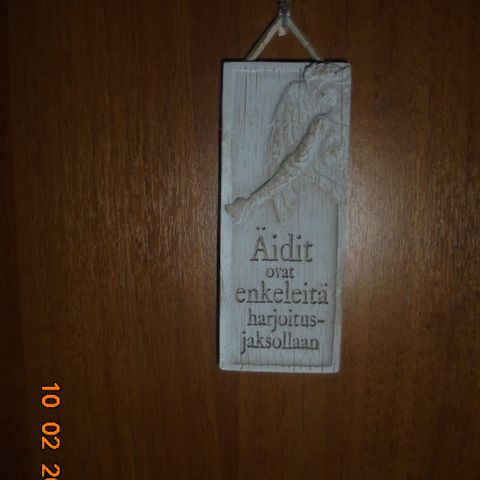 Äidit
ovat
enkeleitä
harjoitus-
jaksollaan
10 02 20